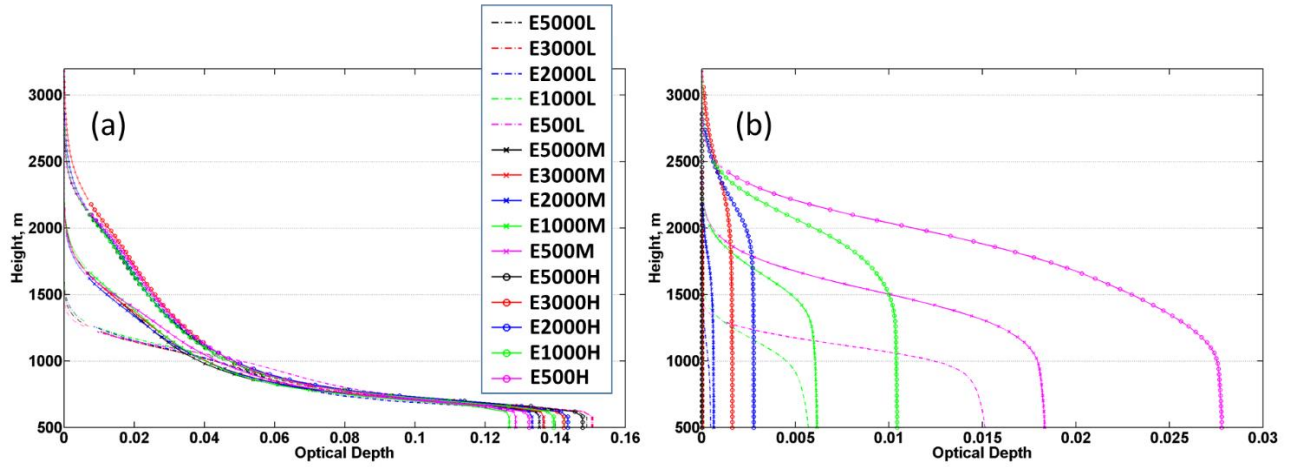 E5000L
E3000L
E2000L
E1000L
E500L
E5000M
E3000M
E2000M
E1000M
E500M
E5000H
E3000H
E2000H
E1000H
E500H
(a)
Height, m
3000
2500
2000
1500
1000
500
0 0.02 0.04 0.06 0.08 0.1 0.12 0.14 0.16
Optical Depth
(b)
Height, m
3000
2500
2000
1500
1000
500
0 0.005 0.01 0.015 0.02 0.025 0.03
Optical Depth